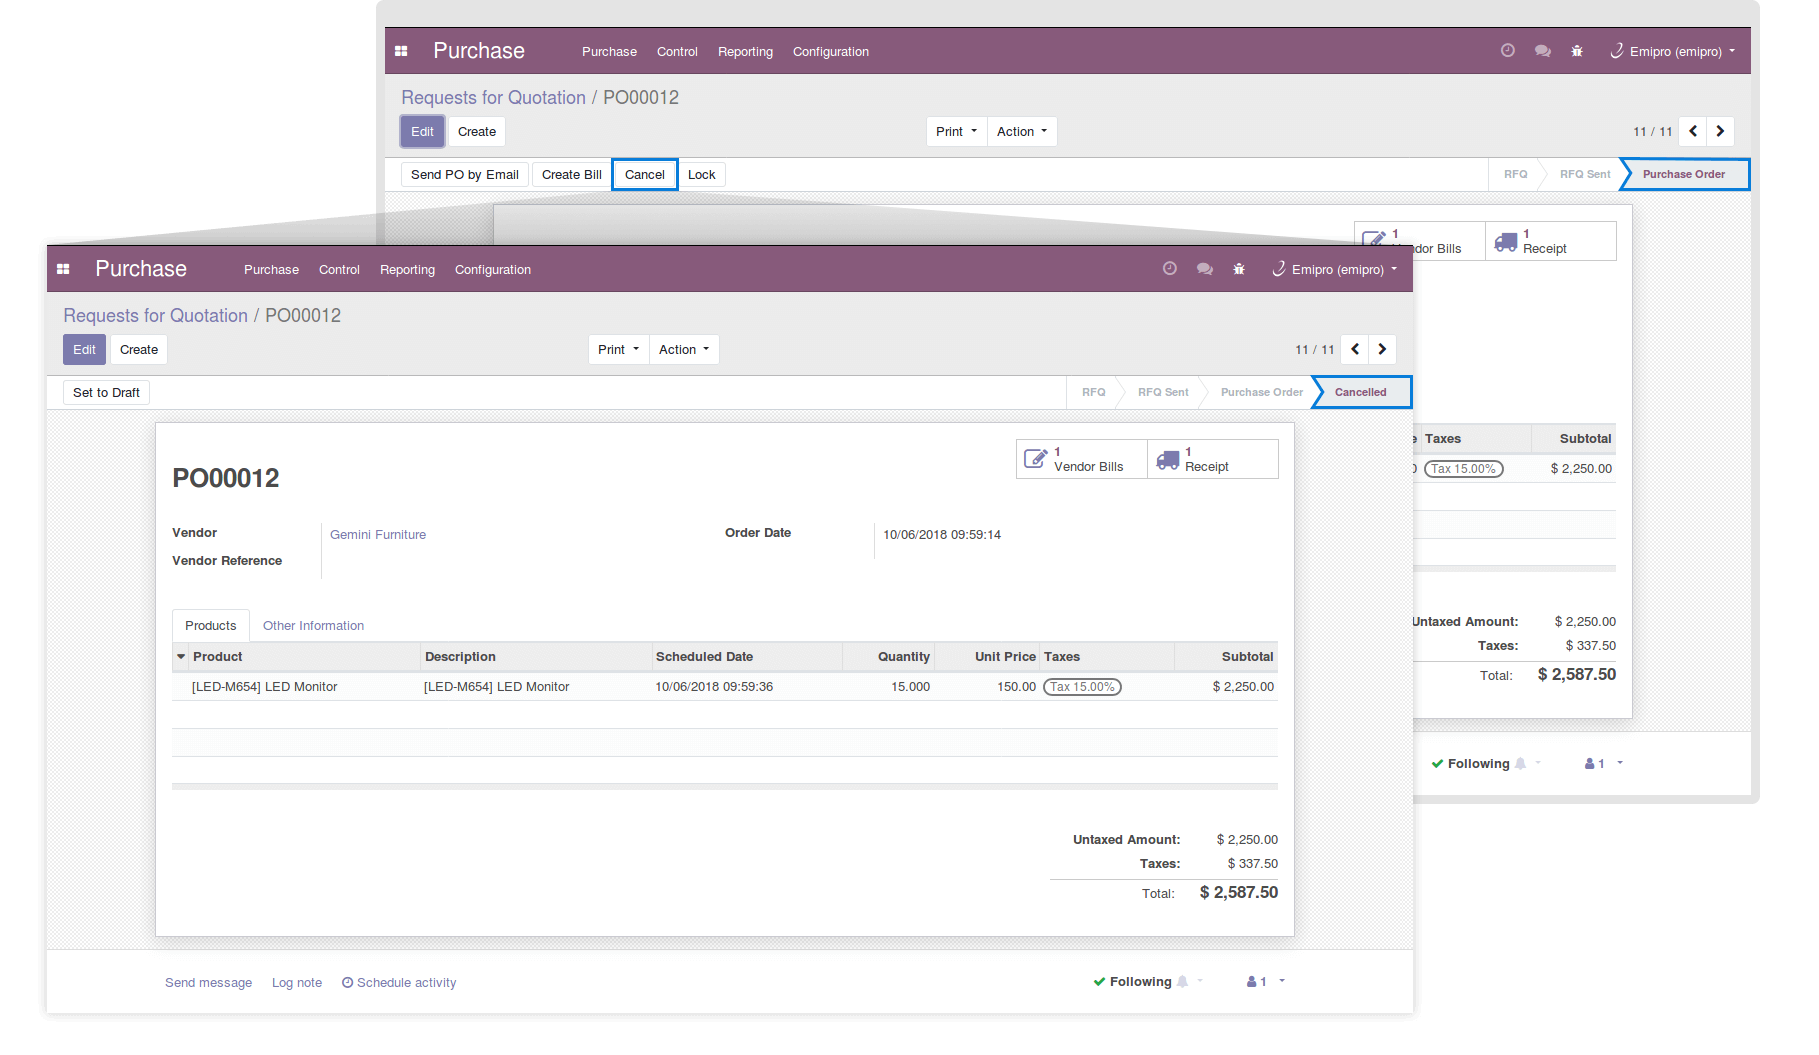 Purchase Purchase Control Reporting Configuration Emipro (emipro)
Requests for Quotation / PO00012
Edit Create Print Action 11 / 11
Send PO by Email Create Bill Cancel Lock RFQ RFQ Sent Purchase Order
1 1
Receipt
Taxes Subtotal
Tax 15.00% $ 2,250.00
Untaxed Amount: $ 2,250.00
Taxes: $ 337.50
Total: $ 2,587.50
Following 1
Purchase Purchase Control Reporting Configuration Emipro (emipro)
Requests for Quotation / PO00012
Edit Create Print Action 11 / 11
Set to Draft RFQ RFQ Sent Purchase Order Cancelled
1 1
Vendor Bills Receipt
PO00012
Vendor Gemini Furniture Order Date 10/06/2018 09:59:14
Vendor Reference
Products Other Information
Product Description Scheduled Date Quantity Unit Price Taxes Subtotal
[LED-M654] LED Monitor [LED-M654] LED Monitor 10/06/2018 09:59:36 15.000 150.00 Tax 15.00% $ 2,250.00
Untaxed Amount: $ 2,250.00
Taxes: $ 337.50
Total: $ 2,587.50
Send message Log note Schedule activity Following 1